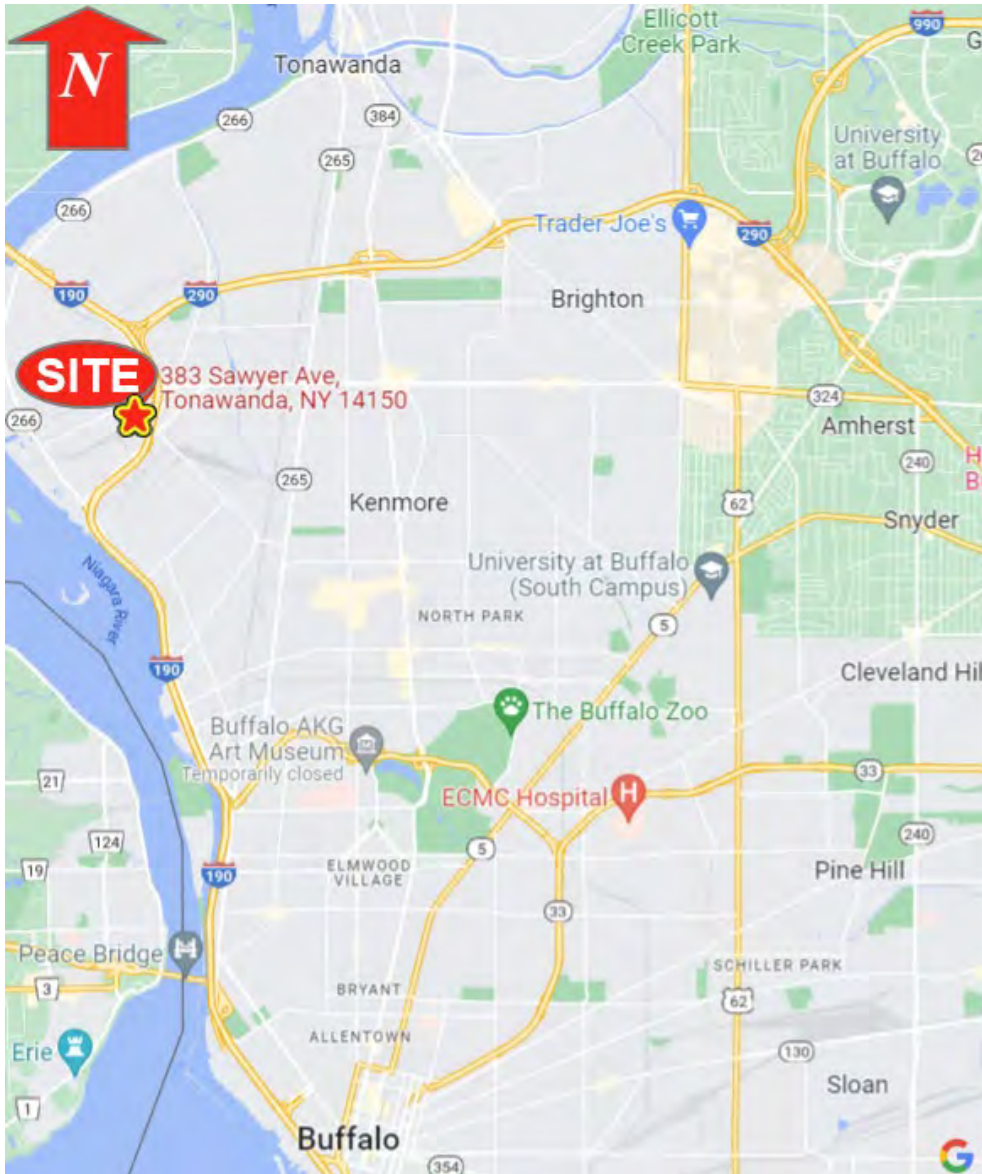 N
Ellicott
Creek Park
990
G
Tonawanda
266
384
265
University
at Buffalo
266
Trader Joe's
290
190
290
Brighton
SITE
383 Sawyer Ave,
Tonawanda, NY 14150
266
324
Amherst
240
H
B
265
Kenmore
62
Snyder
Niagara River
University at Buffalo
(South Campus)
NORTH PARK
5
190
Cleveland Hil
The Buffalo Zoo
Buffalo AKG
Art Museum
Temporarily closed
21
33
ECMC Hospital
H
124
5
240
19
190
ELMWOOD
VILLAGE
Pine Hill
33
Peace Bridge
SCHILLER PARK
3
BRYANT
62
ALLENTOWN
Erie
130
Sloan
1
Buffalo
354
G